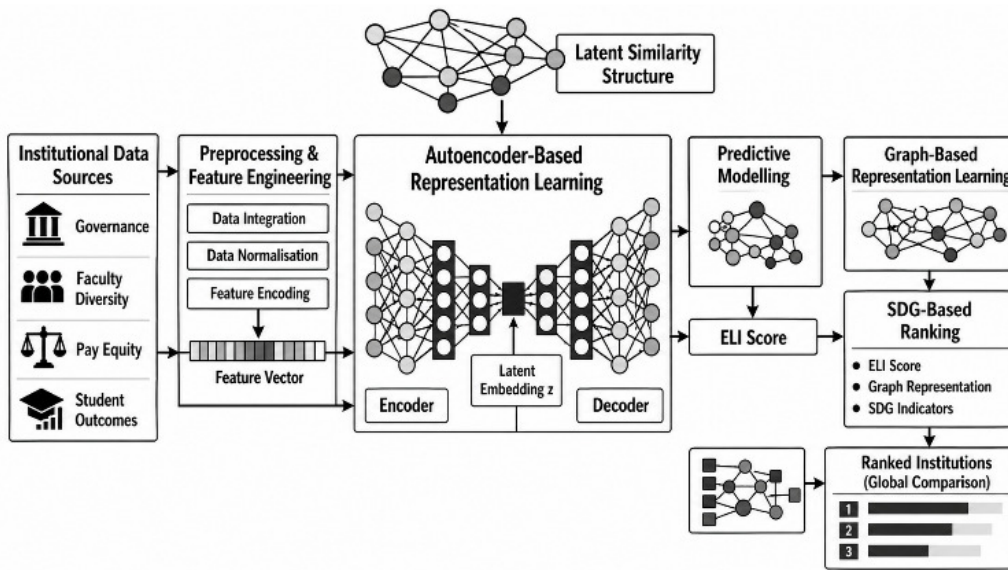 Latent Similarity
Structure
Institutional Data
Sources
Governance
Faculty
Diversity
Pay Equity
Student
Outcomes
Preprocessing &
Feature Engineering
Data Integration
Data Normalisation
Feature Encoding
Feature Vector
Autoencoder-Based
Representation Learning
Encoder
Latent
Embedding z
Decoder
Predictive
Modelling
ELI Score
Graph-Based
Representation Learning
SDG-Based
Ranking
ELI Score
Graph Representation
SDG Indicators
Ranked Institutions
(Global Comparison)
1
2
3